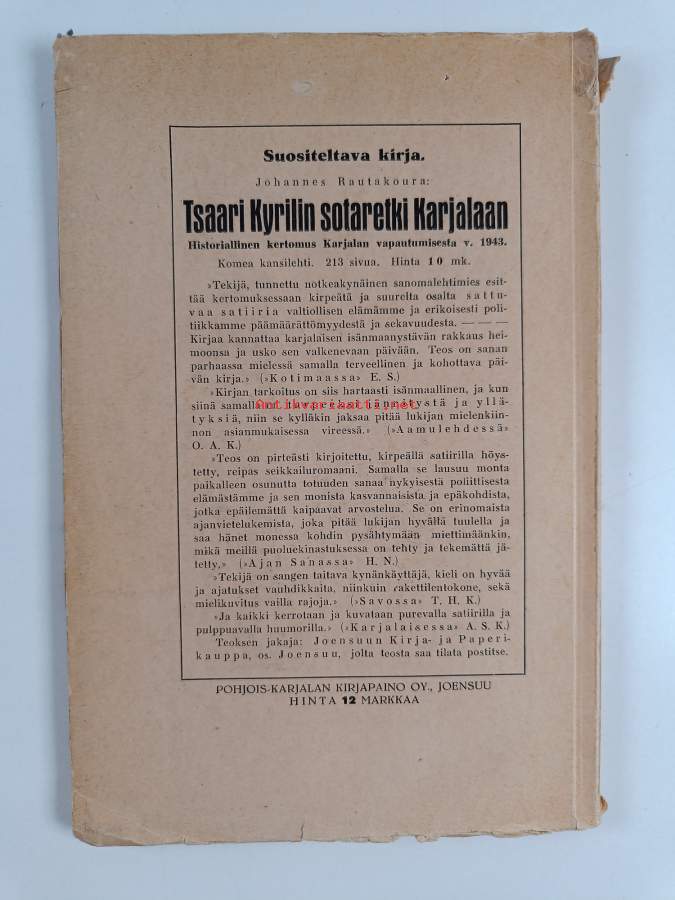 Suositeltava kirja.
Johannes Rautakoura:
Tsaari Kyrilin sotaretki Karjalaan
Historiallinen kertomus Karjalan vapautumisesta v. 1943.
Komea kansilehti. 213 sivua. Hinta 10 mk.
»Tekijä, tunnettu notkeakynäinen sanomalehtimies esit-
tää kertomuksessaan kirpeätä ja suurelta osalta sattu-
vaa satiiria valtiollisen elämämme ja erikoisesti poli-
tiikkamme päämäärättömyydestä ja sekavuudesta. — — —
Kirjaa kannattaa karjalaisen isänmaanystävän rakkaus hei-
moonsa ja usko sen valkenevaan päivään. Teos on sanan
parhaassa mielessä samalla terveellinen ja kohottava päi-
vän kirja.» (»Kotimaassa» E. S.)
»Kirjan tarkoitus on siis hartaasti isänmaallinen, ja kun
siinä samalla on tarpeeksi jännitystä ja yllä-
tyksiä, niin se kylläkin jaksaa pitää lukijan mielenkiin-
non asianmukaisessa vireessä.» (»Aamulehdessä»
O. A. K.)
»Teos on pirteästi kirjoitettu, kirpeällä satiirilla höys-
tetty, reipas seikkailuromaani. Samalla se lausuu monta
paikalleen osunutta totuuden sanaa nykyisestä poliittisesta
elämästämme ja sen monista kasvannaisista ja epäkohdista,
jotka epäilemättä kaipaavat arvostelua. Se on erinomaista
ajanvietelukemista, joka pitää lukijan hyvällä tuulella ja
saa hänet monessa kohdin pysähtymään miettimäänkin,
mikä meillä puoluekinastuksessa on tehty ja tekemättä jä-
tetty,» (»Ajan Sanassa» H. N.)
»Tekijä on sangen taitava kynänkäyttäjä, kieli on hyvää
ja ajatukset vauhdikkaita, niinkuin rakettilentokone, sekä
mielikuvitus vailla rajoja.» (»Savossa» T. H. K.)
»Ja kaikki kerrotaan ja kuvataan purevalla satiirilla ja
pulppuavalla huumorilla.» (»Karjalaisessa» A. S. K.)
Teoksen jakaja: Joensuun Kirja- ja Paperi-
kauppa, os. Joensuu, jolta teosta saa tilata postitse.
POHJOIS-KARJALAN KIRJAPAINO OY., JOENSUU
HINTA 12 MARKKAA
Antikvariaatti.net